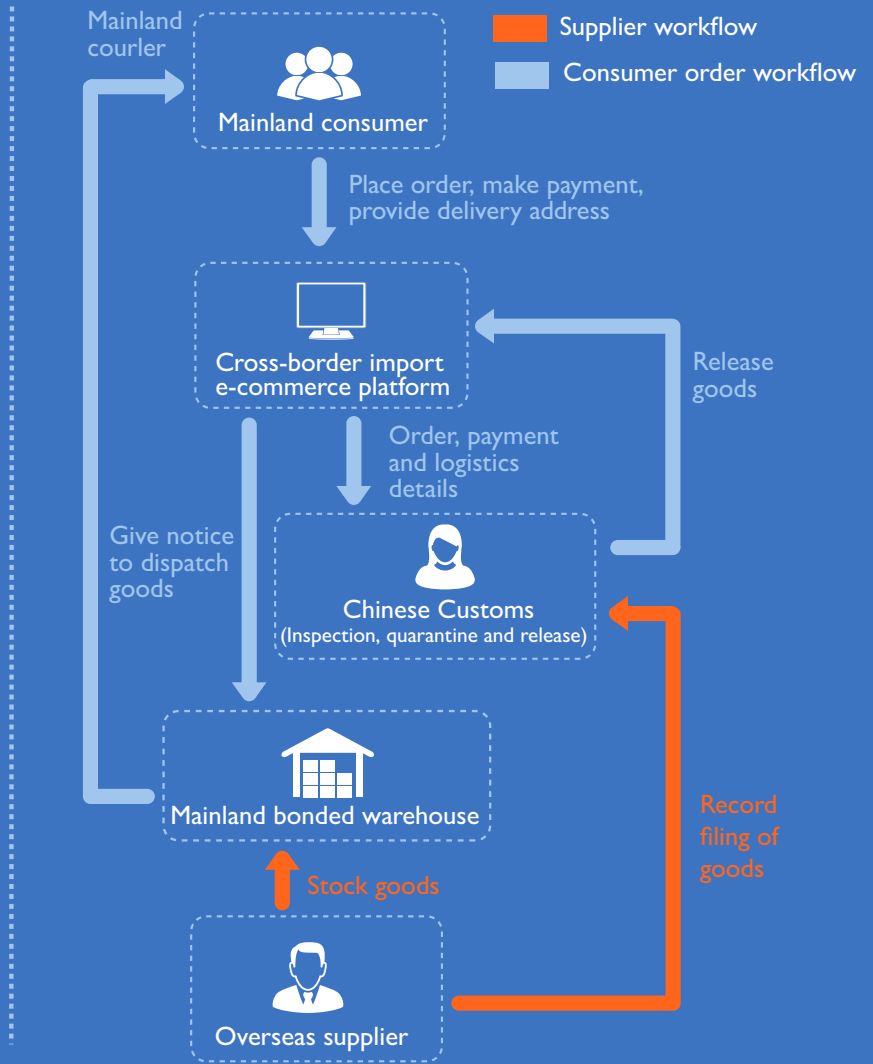 Mainland
courler
Supplier workflow
Consumer order workflow
Mainland consumer
Place order, make payment,
provide delivery address
Cross-border import
e-commerce platform
Release
goods
Order, payment
and logistics
details
Give notice
to dispatch
goods
Chinese Customs
(Inspection, quarantine and release)
Mainland bonded warehouse
Record
filing of
goods
Stock goods
Overseas supplier